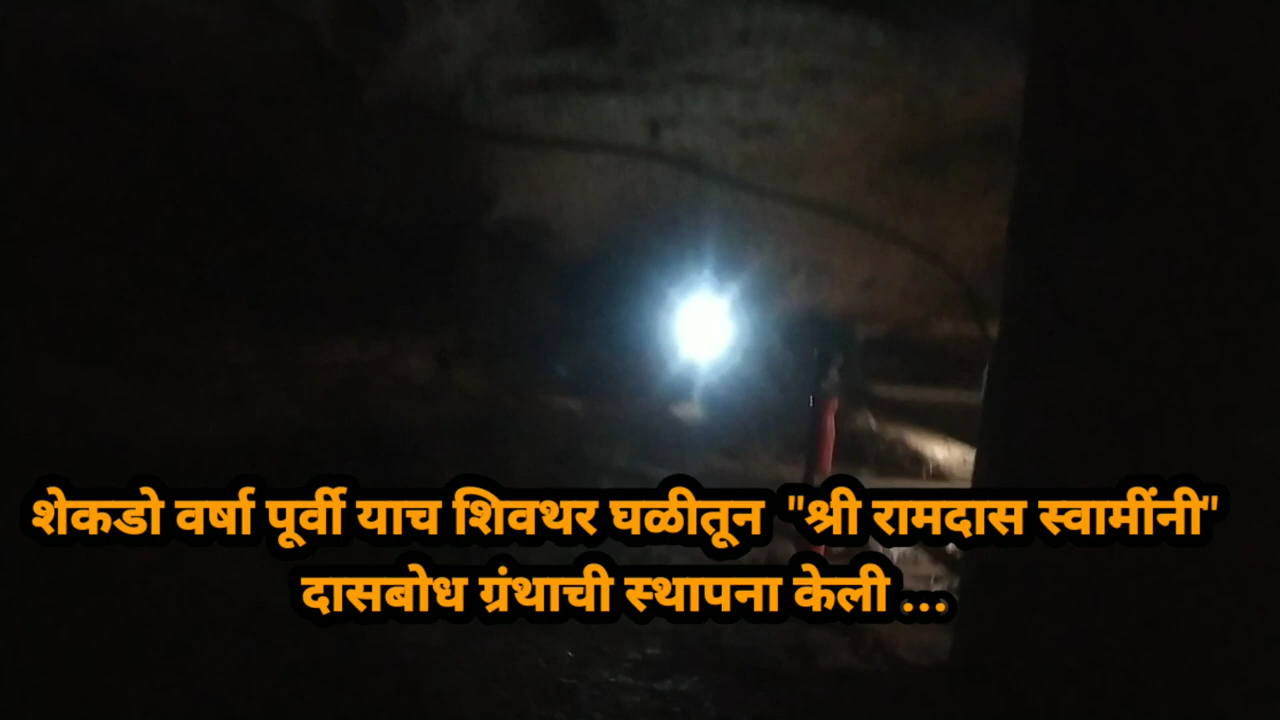 शेकडो वर्षा पूर्वी याच शिवथर घळीतून "श्री रामदास स्वामींनी"
दासबोध ग्रंथाची स्थापना केली ...